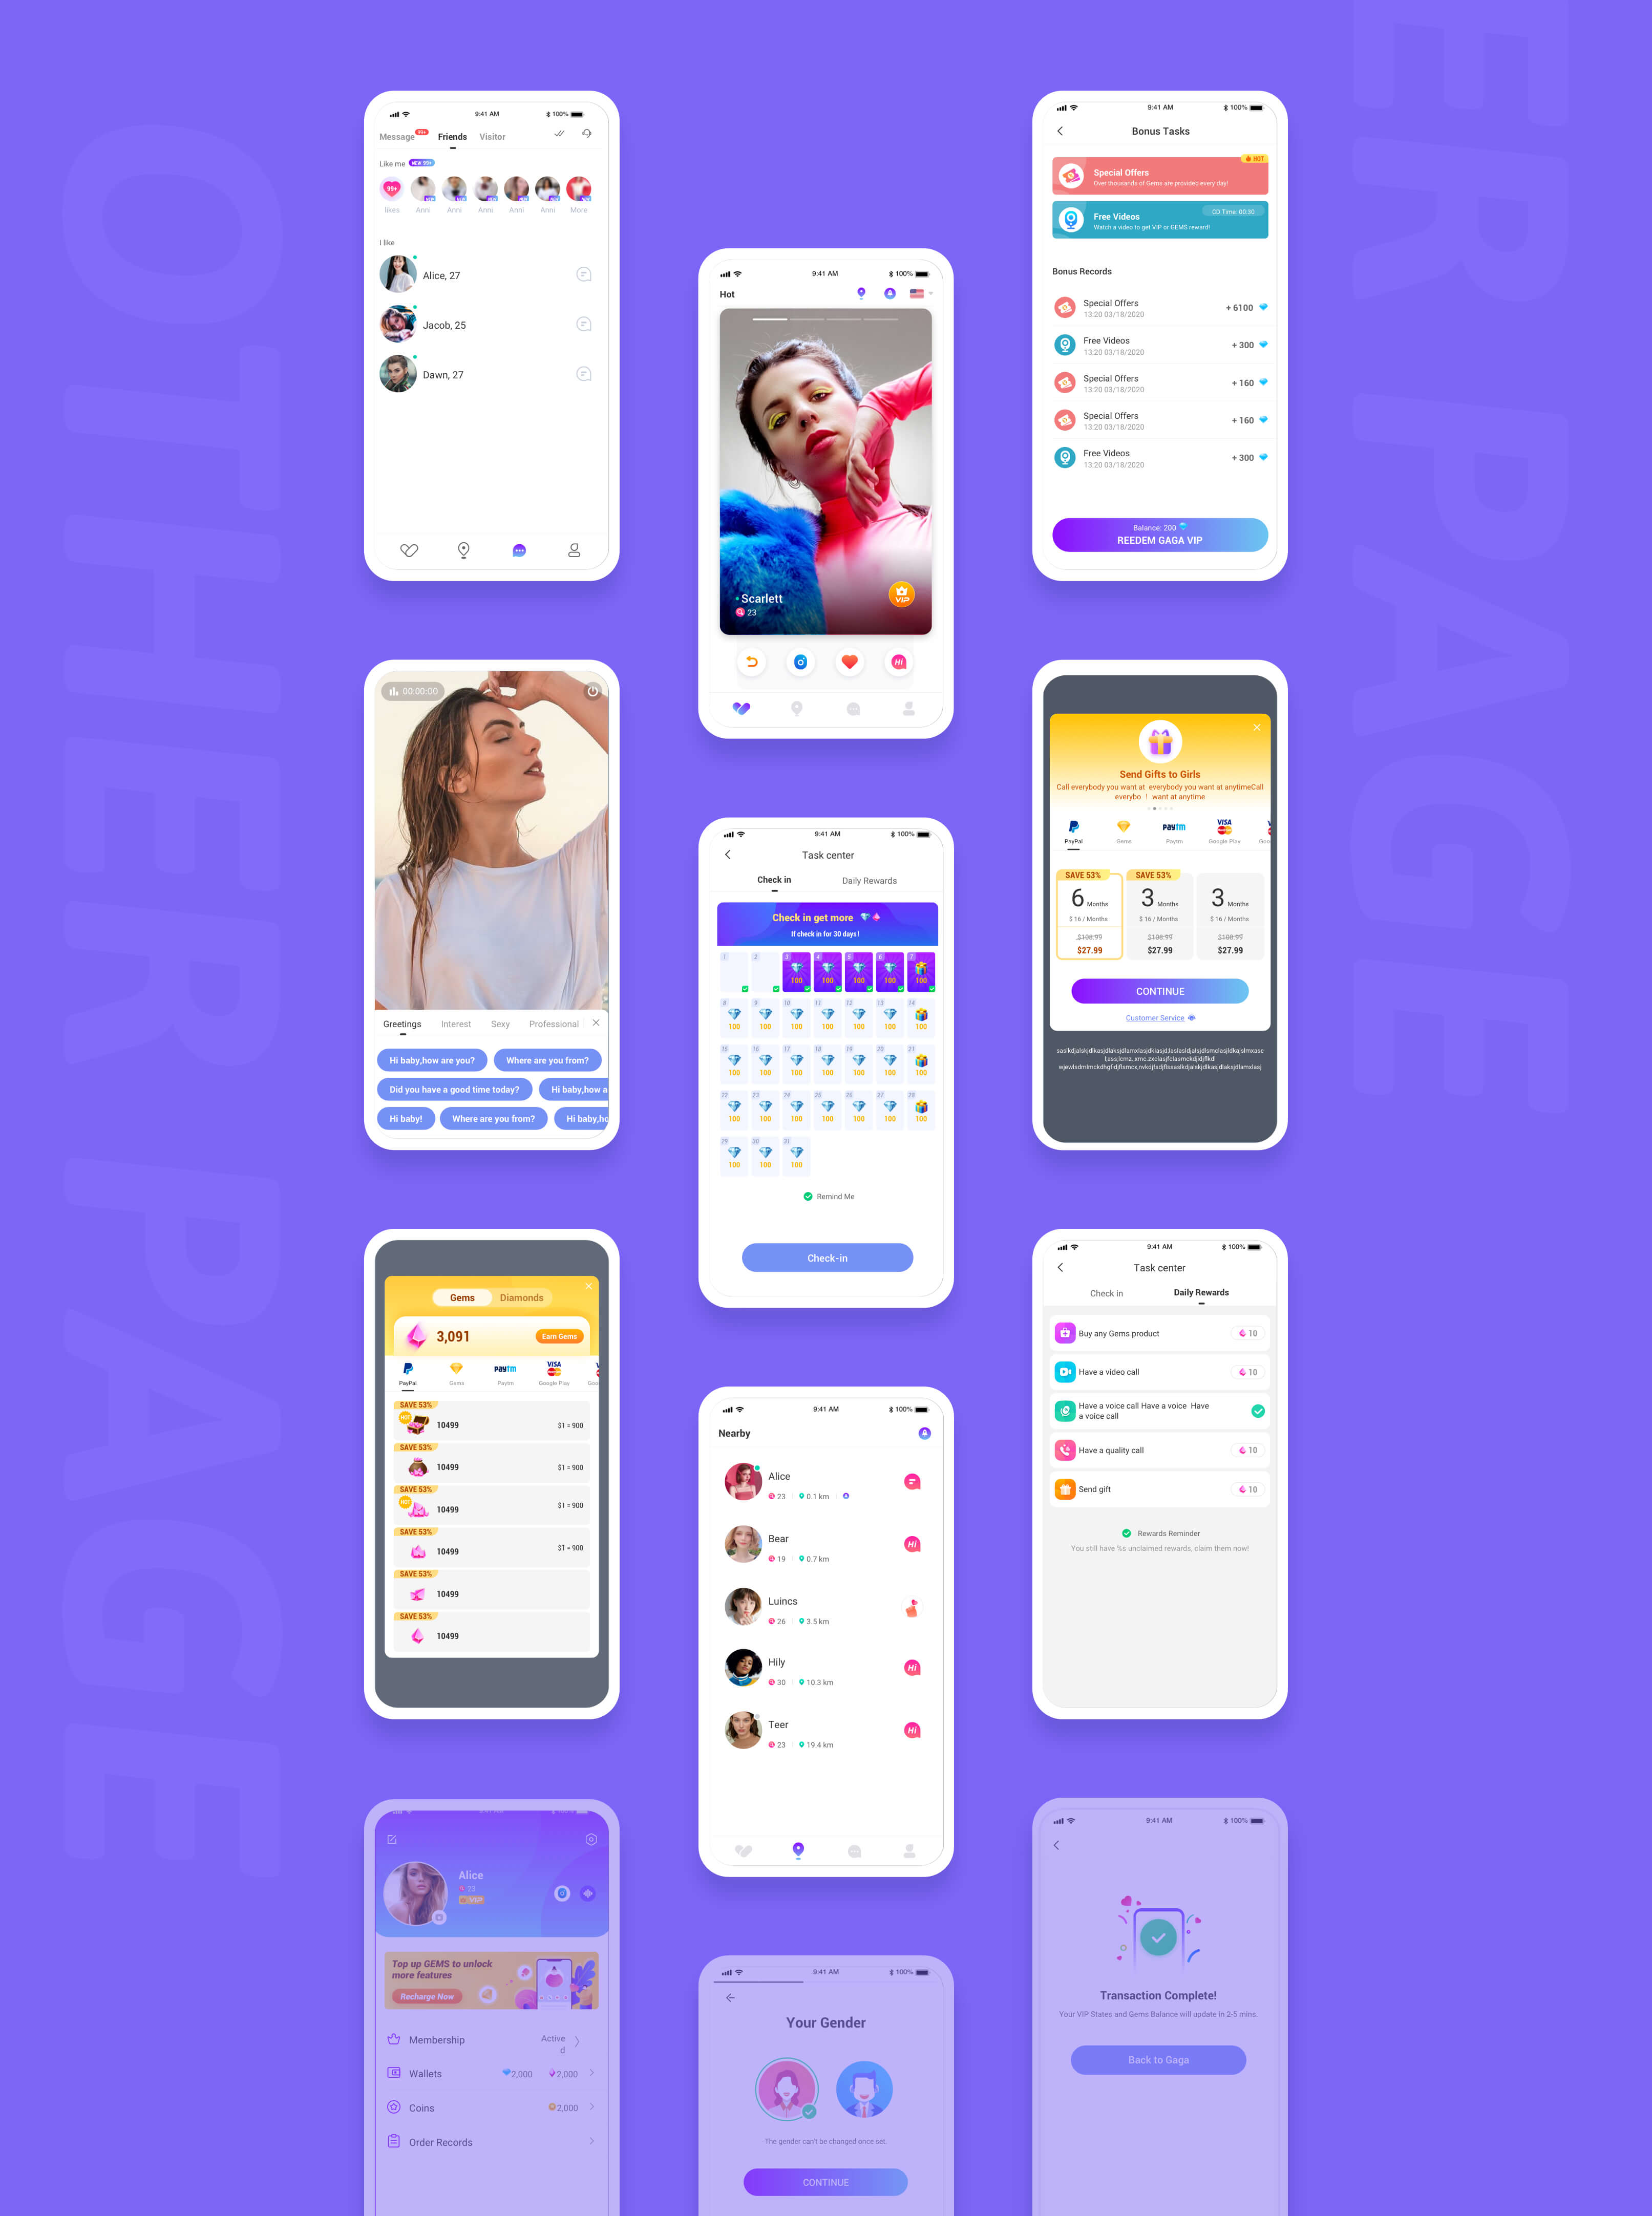 OTHER PAGE
ER PAGE
9:41 AM
100%
Message 99+ Friends Visitor
Like me NEW 99+
99+
NEW NEW NEW NEW NEW NEW
likes Anni Anni Anni Anni Anni More
I like
Alice, 27
Jacob, 25
Dawn, 27
9:41 AM
100%
Hot
Scarlett
23
VIP
Hi
9:41 AM
100%
Bonus Tasks
HOT
Special Offers
Over thousands of Gems are provided every day!
CD Time: 00:30
Free Videos
Watch a video to get VIP or GEMS reward!
Bonus Records
Special Offers
13:20 03/18/2020
+ 6100
Free Videos
13:20 03/18/2020
+ 300
Special Offers
13:20 03/18/2020
+ 160
Special Offers
13:20 03/18/2020
+ 160
Free Videos
13:20 03/18/2020
+ 300
Balance: 200
REEDEM GAGA VIP
00:00:00
Greetings Interest Sexy Professional
Hi baby,how are you? Where are you from?
Did you have a good time today? Hi baby,how a
Hi baby! Where are you from? Hi baby,ho
9:41 AM
100%
Task center
Check in Daily Rewards
Check in get more
If check in for 30 days!
1 2 3 4 5 6 7
100 100 100 100 100
8 9 10 11 12 13 14
100 100 100 100 100 100 100
15 16 17 18 19 20 21
100 100 100 100 100 100 100
22 23 24 25 26 27 28
100 100 100 100 100 100 100
29 30 31
100 100 100
Remind Me
Check-in
Send Gifts to Girls
Call everybody you want at everybody you want at anytimeCall
everybo ! want at anytime
PayPal Gems Paytm VISA Google Play Goo
SAVE 53% SAVE 53%
6 Months 3 Months 3 Months
$ 16 / Months $ 16 / Months $ 16 / Months
$108.99 $108.99 $108.99
$27.99 $27.99 $27.99
CONTINUE
Customer Service
Gems Diamonds
3,091
Earn Gems
PayPal Gems Paytm VISA Google Play Goo
SAVE 53%
HOT
10499 $1 = 900
SAVE 53%
10499 $1 = 900
SAVE 53%
HOT
10499 $1 = 900
SAVE 53%
10499 $1 = 900
SAVE 53%
10499
SAVE 53%
10499
9:41 AM
100%
Nearby
Alice
23 0.1 km
Bear
19 0.7 km
Hi
Luincs
26 3.5 km
Hily
30 10.3 km
Hi
Teer
23 19.4 km
Hi
9:41 AM
100%
Task center
Check in Daily Rewards
Buy any Gems product 10
Have a video call 10
Have a voice call Have a voice Have
a voice call
Have a quality call 10
Send gift 10
Rewards Reminder
You still have %s unclaimed rewards, claim them now!
Alice
23
Top up GEMS to unlock
more features
Recharge Now
Membership Active
d
Wallets 2,000 2,000
Coins 2,000
Order Records
9:41 AM
100%
Your Gender
The gender can't be changed once set.
CONTINUE
9:41 AM
100%
Transaction Complete!
Your VIP States and Gems Balance will update in 2-5 mins.
Back to Gaga